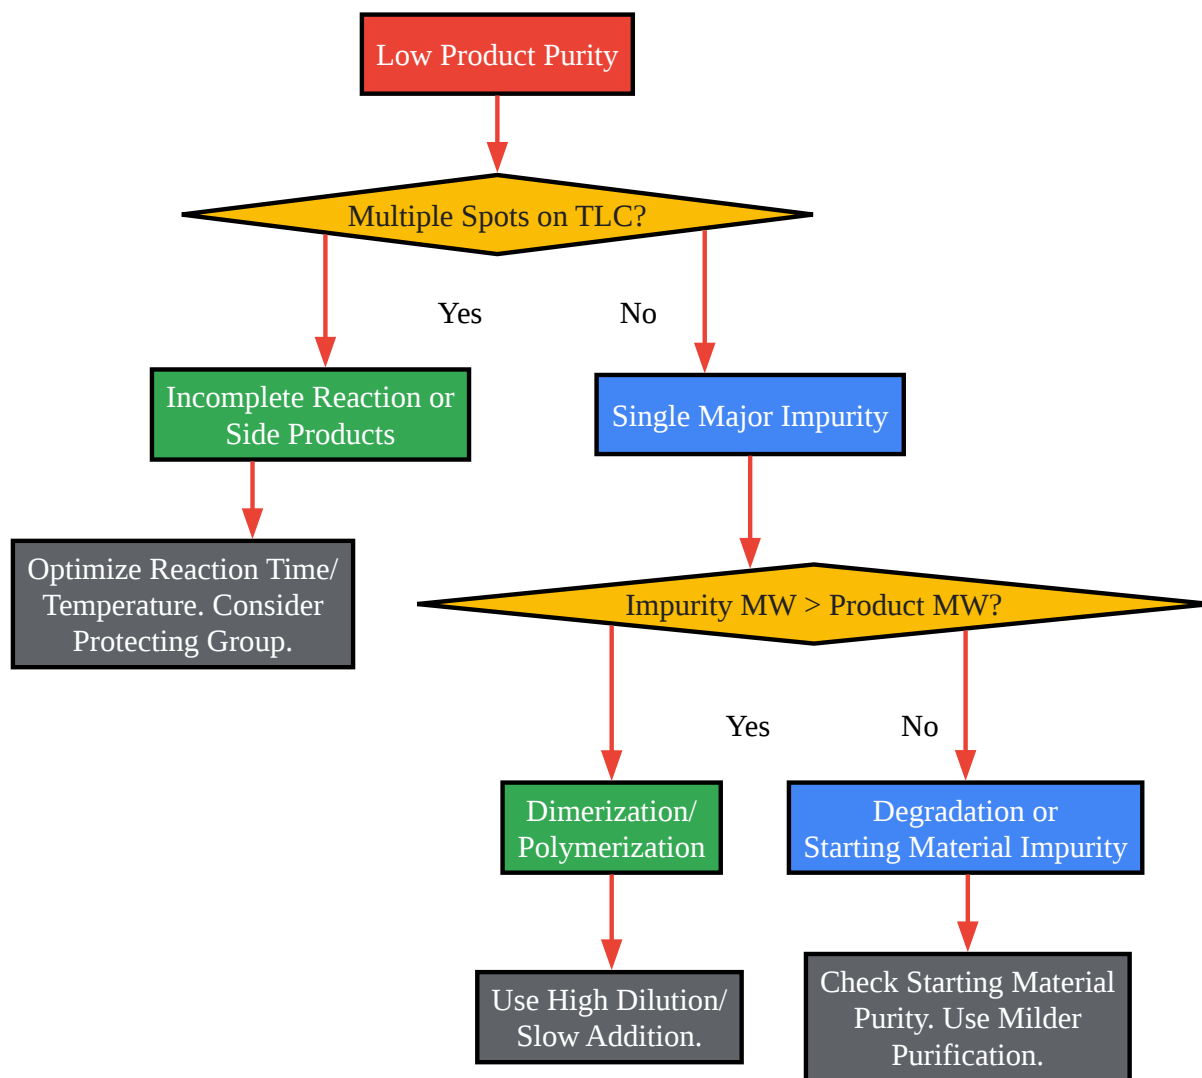 Low Product Purity
Multiple Spots on TLC?
Yes
No
Incomplete Reaction or
Side Products
Single Major Impurity
Optimize Reaction Time/
Temperature. Consider
Protecting Group.
Impurity MW > Product MW?
Yes
No
Dimerization/
Polymerization
Degradation or
Starting Material Impurity
Use High Dilution/
Slow Addition.
Check Starting Material
Purity. Use Milder
Purification.